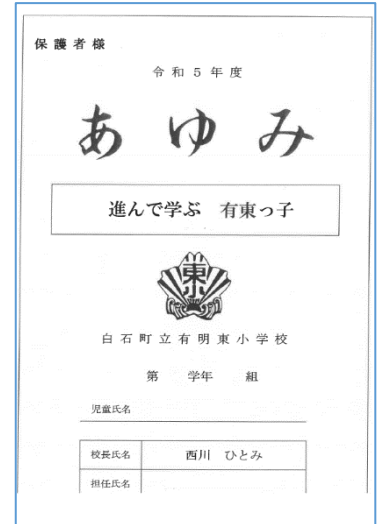 保護者様
令和5年度
あゆみ
進んで学ぶ 有東っ子
東小
白石町立有明東小学校
第 学年 組
児童氏名
校長氏名 西川 ひとみ
担任氏名